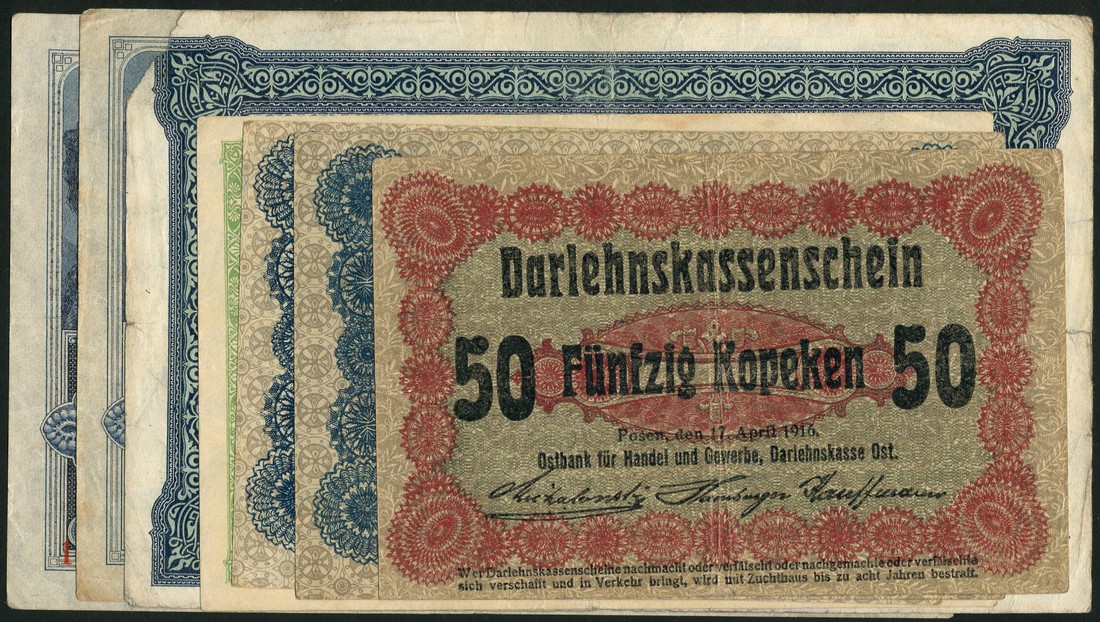 Darlehnskassenschein
50 Fünfzig Kopeken 50
Posen, den 17. April 1916.
Ostbank für Handel und Gewerbe, Darlehnskasse Ost.
Wer Darlehnskassenscheine nachmacht oder verfälscht oder nachgemachte oder verfälschte
sich verschafft und in Verkehr bringt, wird mit Zuchthaus bis zu acht Jahren bestraft.